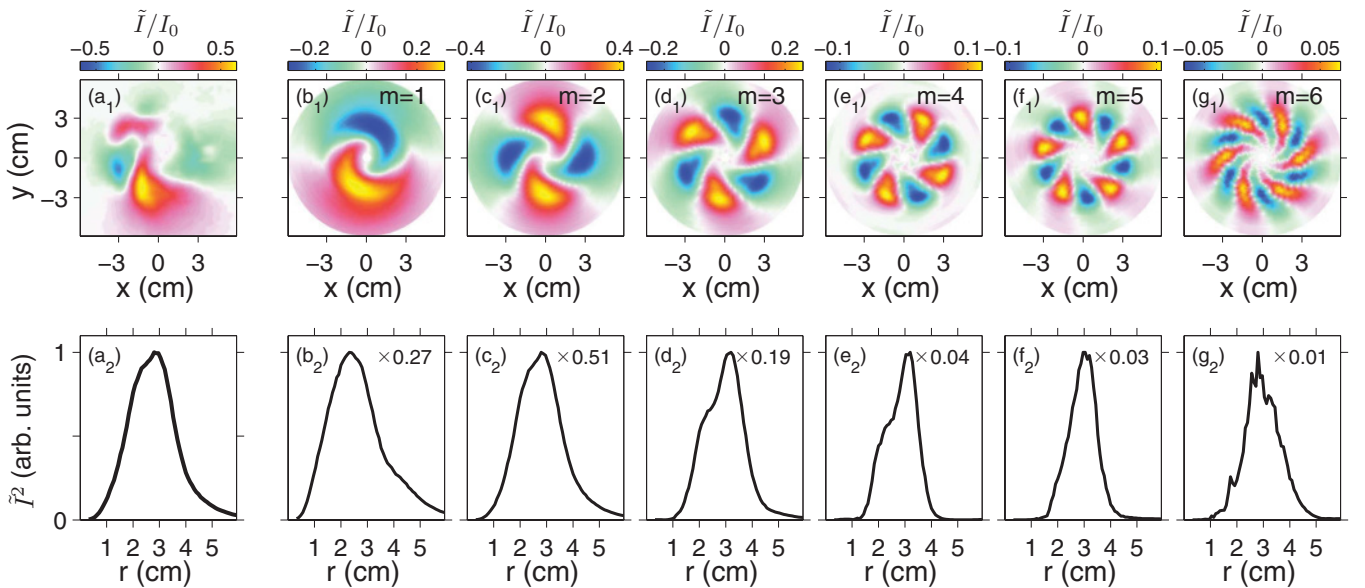 Ĩ/I₀ Ĩ/I₀ Ĩ/I₀ Ĩ/I₀ Ĩ/I₀ Ĩ/I₀ Ĩ/I₀
−0.5 0 0.5 −0.2 0 0.2 −0.4 0 0.4 −0.2 0 0.2 −0.1 0 0.1 −0.1 0 0.1 −0.05 0 0.05
(a₁) (b₁) m=1 (c₁) m=2 (d₁) m=3 (e₁) m=4 (f₁) m=5 (g₁) m=6
3
0
−3
y (cm)
−3 0 3 −3 0 3 −3 0 3 −3 0 3 −3 0 3 −3 0 3 −3 0 3
x (cm) x (cm) x (cm) x (cm) x (cm) x (cm) x (cm)
1 (a₂) (b₂) ×0.27 (c₂) ×0.51 (d₂) ×0.19 (e₂) ×0.04 (f₂) ×0.03 (g₂) ×0.01
Ĩ² (arb. units)
0
1 2 3 4 5 1 2 3 4 5 1 2 3 4 5 1 2 3 4 5 1 2 3 4 5 1 2 3 4 5 1 2 3 4 5
r (cm) r (cm) r (cm) r (cm) r (cm) r (cm) r (cm)